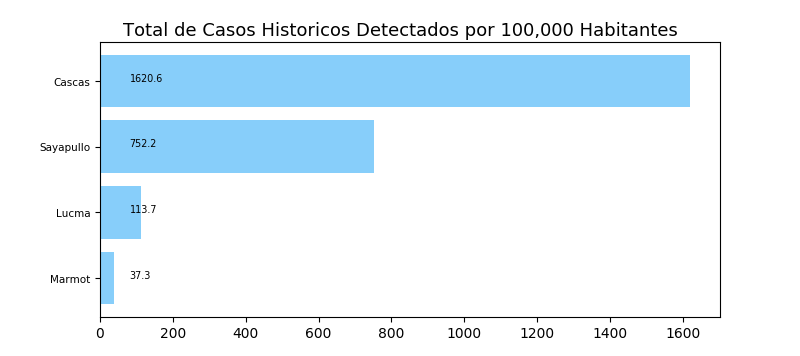 Total de Casos Historicos Detectados por 100,000 Habitantes
Cascas 1620.6
Sayapullo 752.2
Lucma 113.7
Marmot 37.3
0 200 400 600 800 1000 1200 1400 1600